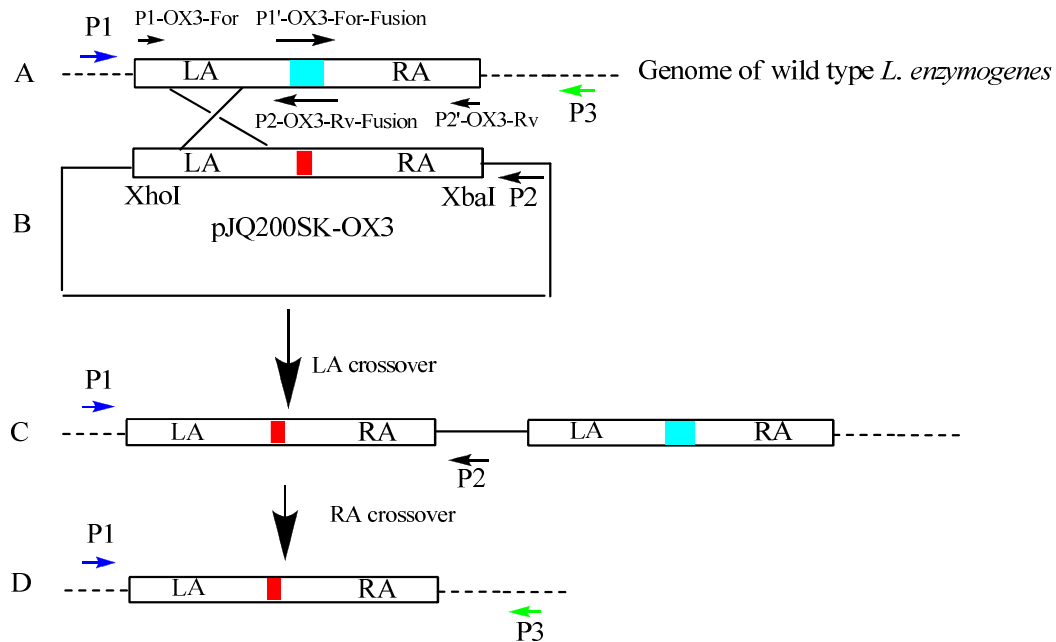 P1
P1-OX3-For
P1'-OX3-For-Fusion
A
LA
RA
Genome of wild type L. enzymogenes
P2-OX3-Rv-Fusion
P2'-OX3-Rv
P3
LA
RA
XhoI
XbaI
P2
B
pJQ200SK-OX3
LA crossover
P1
C
LA
RA
LA
RA
P2
RA crossover
P1
D
LA
RA
P3